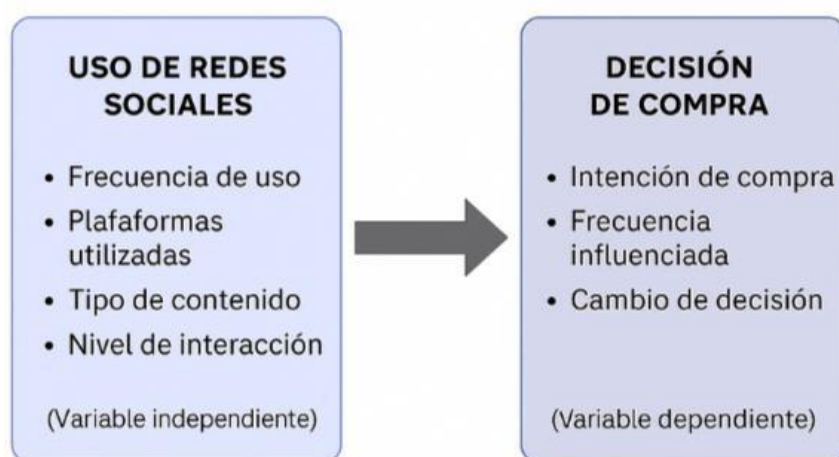 USO DE REDES
SOCIALES
• Frecuencia de uso
• Plafaformas
utilizadas
• Tipo de contenido
• Nivel de interacción
(Variable independiente)
DECISIÓN
DE COMPRA
• Intención de compra
• Frecuencia
influenciada
• Cambio de decisión
(Variable dependiente)